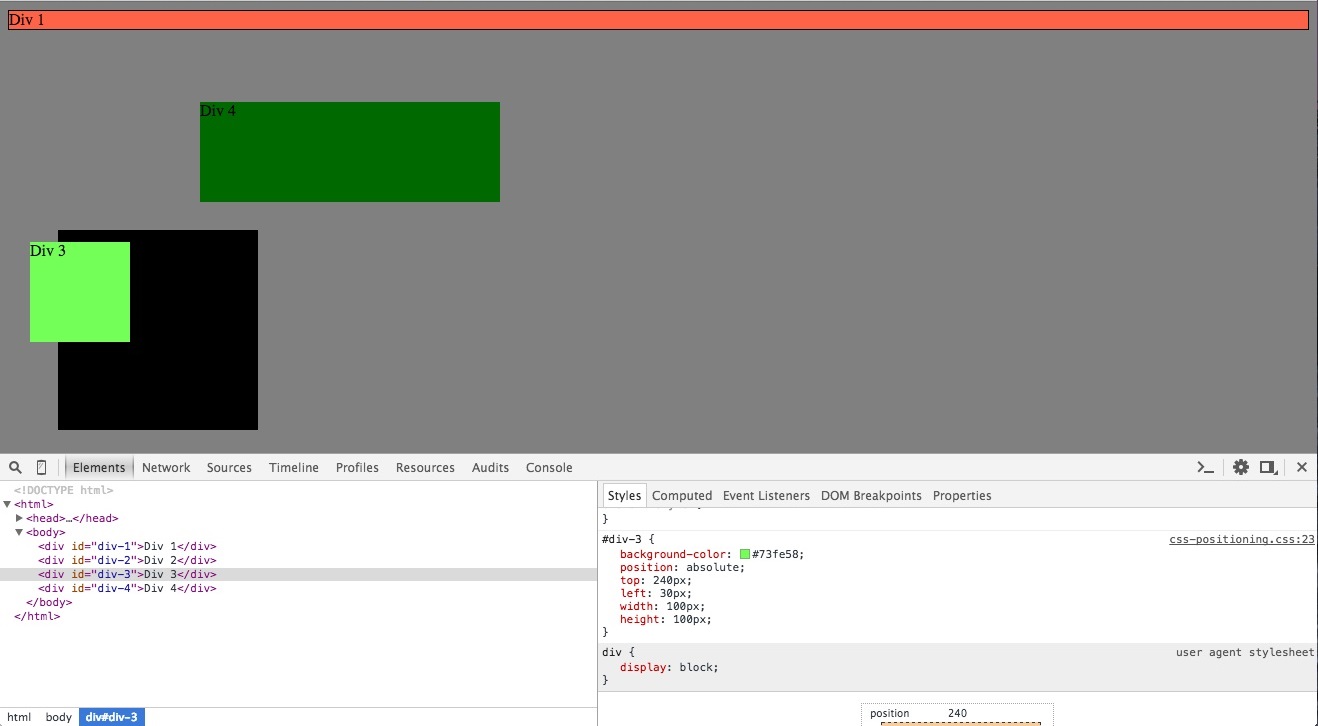 Div 1
Div 4
Div 3
Elements Network Sources Timeline Profiles Resources Audits Console
<!DOCTYPE html>
<html>
<head>…</head>
<body>
<div id="div-1">Div 1</div>
<div id="div-2">Div 2</div>
<div id="div-3">Div 3</div>
<div id="div-4">Div 4</div>
</body>
</html>
html body div#div-3
Styles Computed Event Listeners DOM Breakpoints Properties
}
#div-3 { css-positioning.css:23
background-color: #73fe58;
position: absolute;
top: 240px;
left: 30px;
width: 100px;
height: 100px;
}
div { user agent stylesheet
display: block;
}
position 240